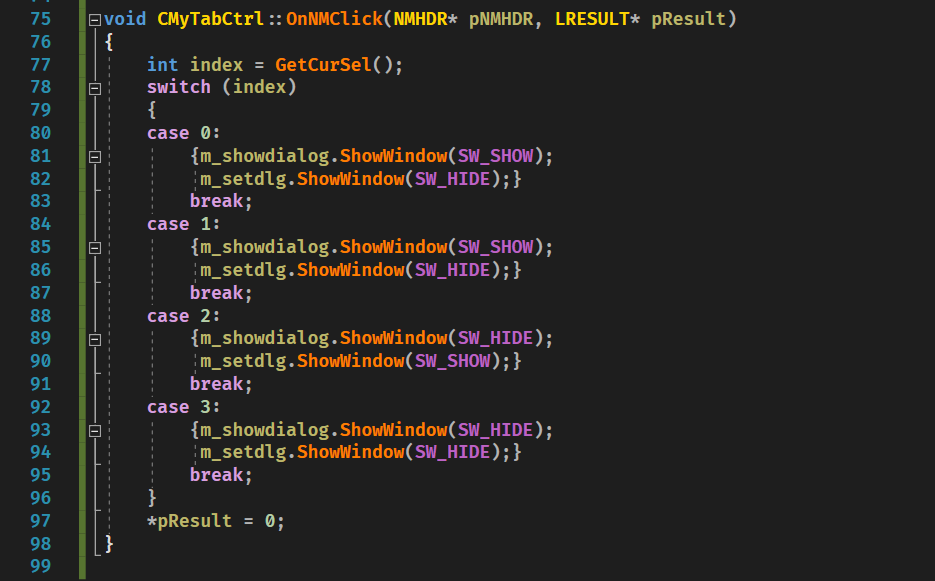 75 void CMyTabCtrl::OnNMClick(NMHDR* pNMHDR, LRESULT* pResult)
76 {
77     int index = GetCurSel();
78     switch (index)
79     {
80     case 0:
81         {m_showdialog.ShowWindow(SW_SHOW);
82          m_setdlg.ShowWindow(SW_HIDE);}
83         break;
84     case 1:
85         {m_showdialog.ShowWindow(SW_SHOW);
86          m_setdlg.ShowWindow(SW_HIDE);}
87         break;
88     case 2:
89         {m_showdialog.ShowWindow(SW_HIDE);
90          m_setdlg.ShowWindow(SW_SHOW);}
91         break;
92     case 3:
93         {m_showdialog.ShowWindow(SW_HIDE);
94          m_setdlg.ShowWindow(SW_HIDE);}
95         break;
96     }
97     *pResult = 0;
98 }
99